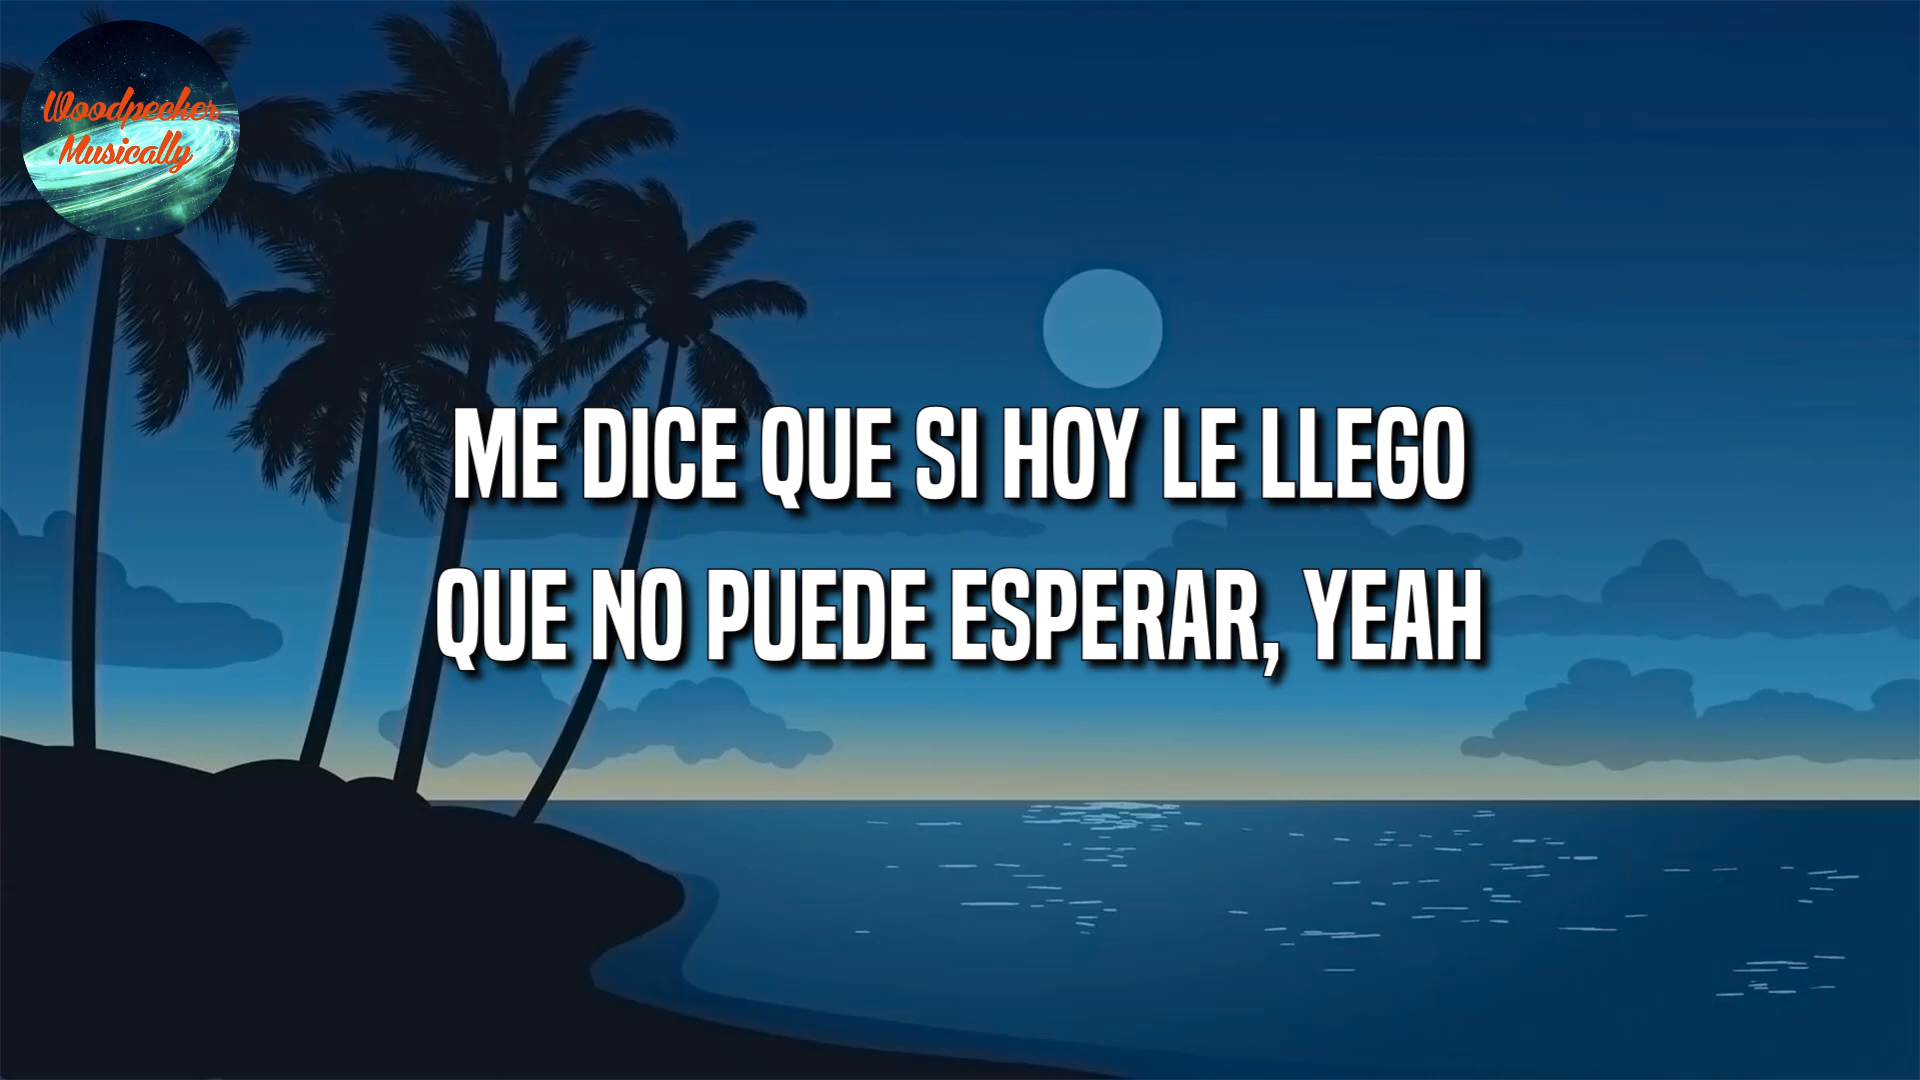 Woodpecker
Musically
ME DICE QUE SI HOY LE LLEGO
QUE NO PUEDE ESPERAR, YEAH